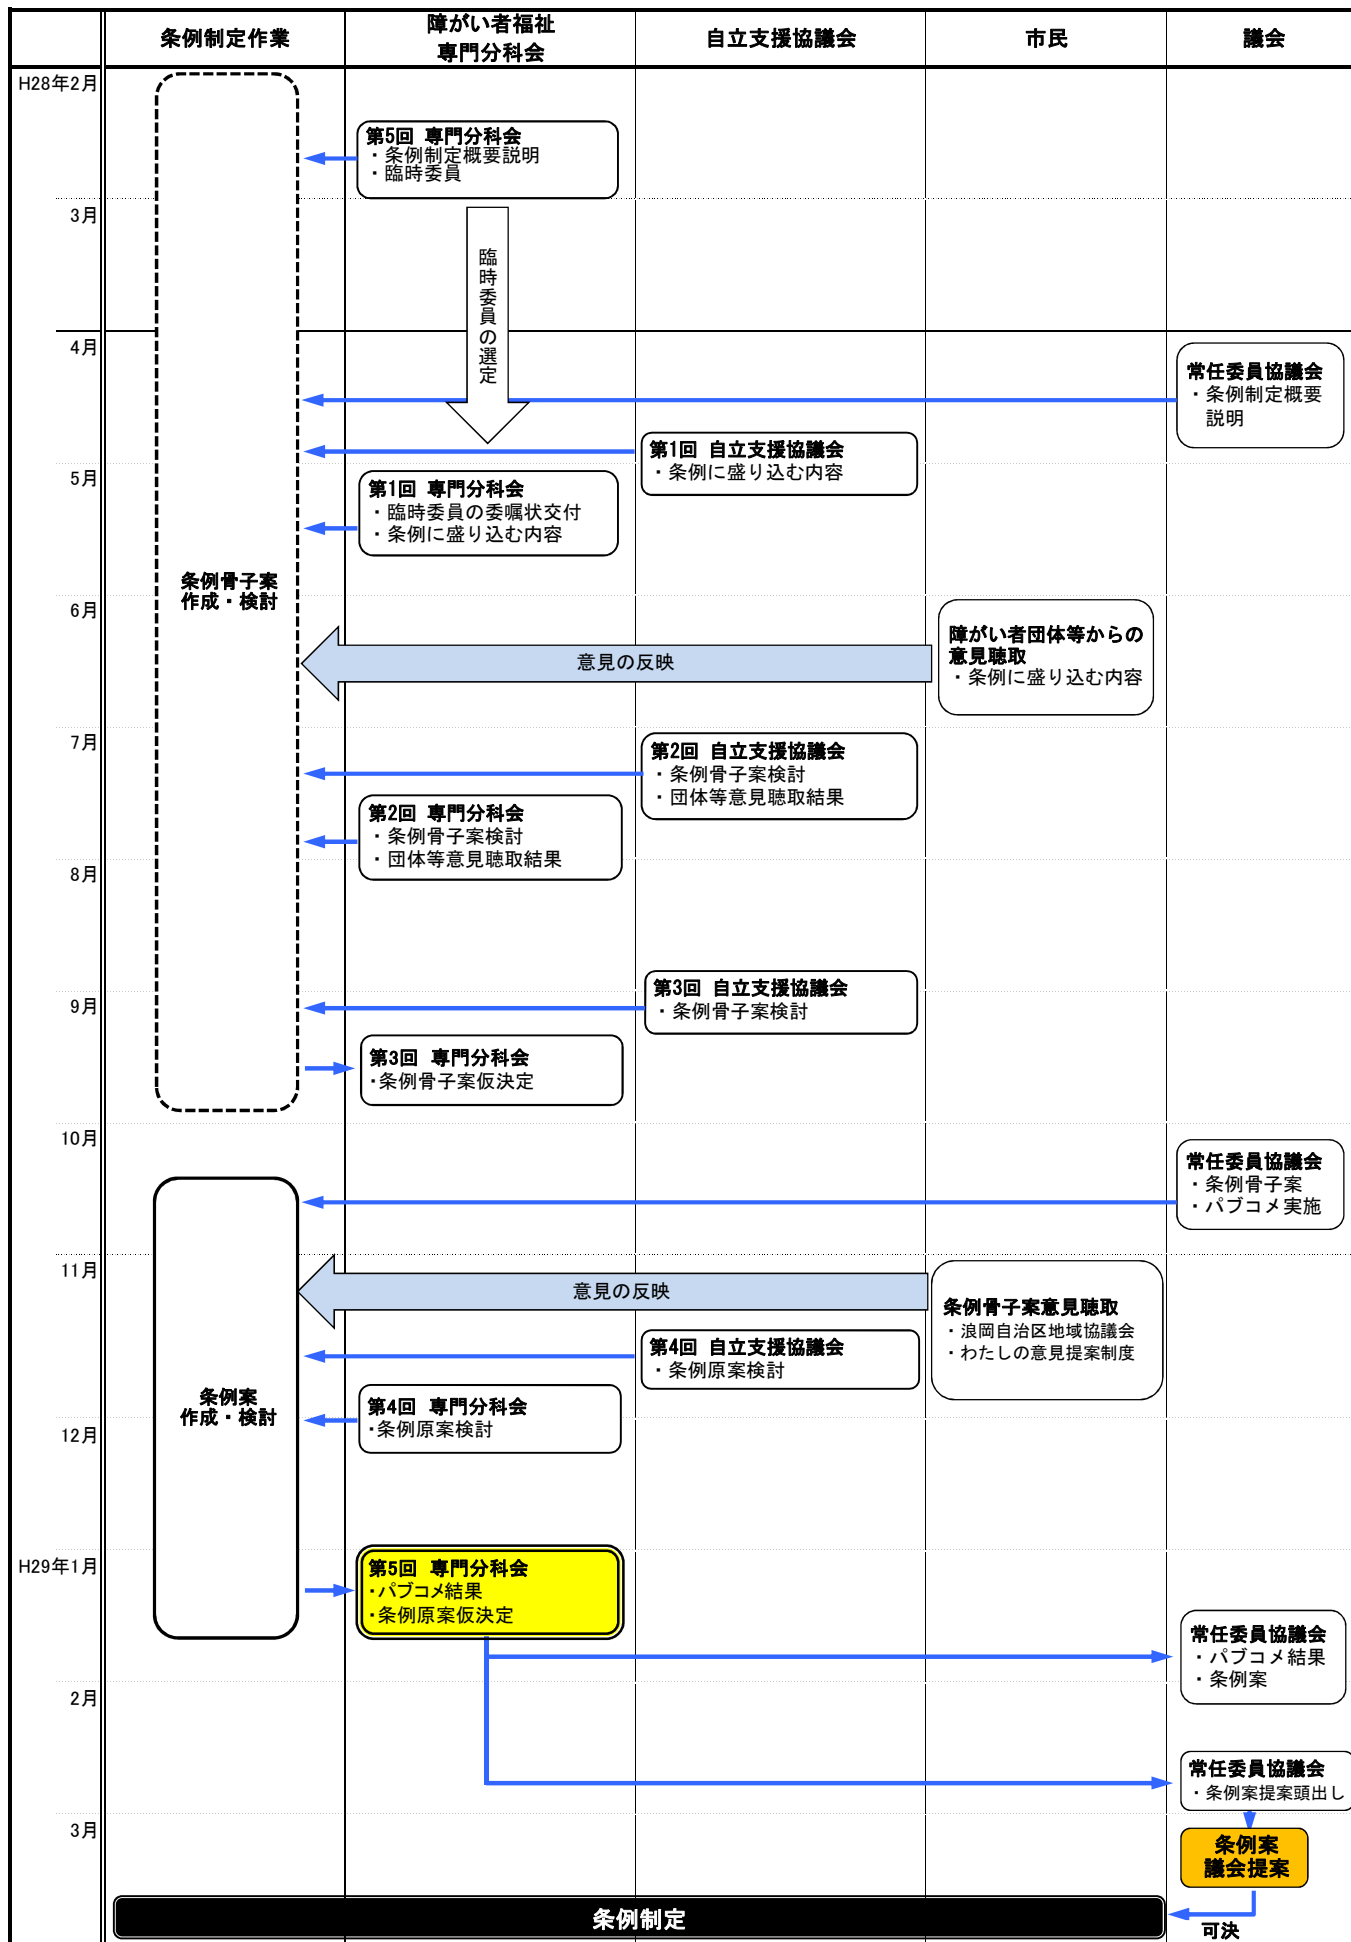 条例制定作業
障がい者福祉
専門分科会
自立支援協議会
市民
議会
H28年2月
第5回 専門分科会
・条例制定概要説明
・臨時委員
3月
臨時委員の選定
4月
常任委員協議会
・条例制定概要
説明
第1回 自立支援協議会
・条例に盛り込む内容
5月
第1回 専門分科会
・臨時委員の委嘱状交付
・条例に盛り込む内容
条例骨子案
作成・検討
6月
障がい者団体等からの
意見聴取
・条例に盛り込む内容
意見の反映
7月
第2回 自立支援協議会
・条例骨子案検討
・団体等意見聴取結果
第2回 専門分科会
・条例骨子案検討
・団体等意見聴取結果
8月
第3回 自立支援協議会
・条例骨子案検討
9月
第3回 専門分科会
・条例骨子案仮決定
10月
常任委員協議会
・条例骨子案
・パブコメ実施
11月
意見の反映
条例骨子案意見聴取
・浪岡自治区地域協議会
・わたしの意見提案制度
第4回 自立支援協議会
・条例原案検討
条例案
作成・検討
第4回 専門分科会
・条例原案検討
12月
H29年1月
第5回 専門分科会
・パブコメ結果
・条例原案仮決定
常任委員協議会
・パブコメ結果
・条例案
2月
常任委員協議会
・条例案提案頭出し
3月
条例案
議会提案
条例制定
可決